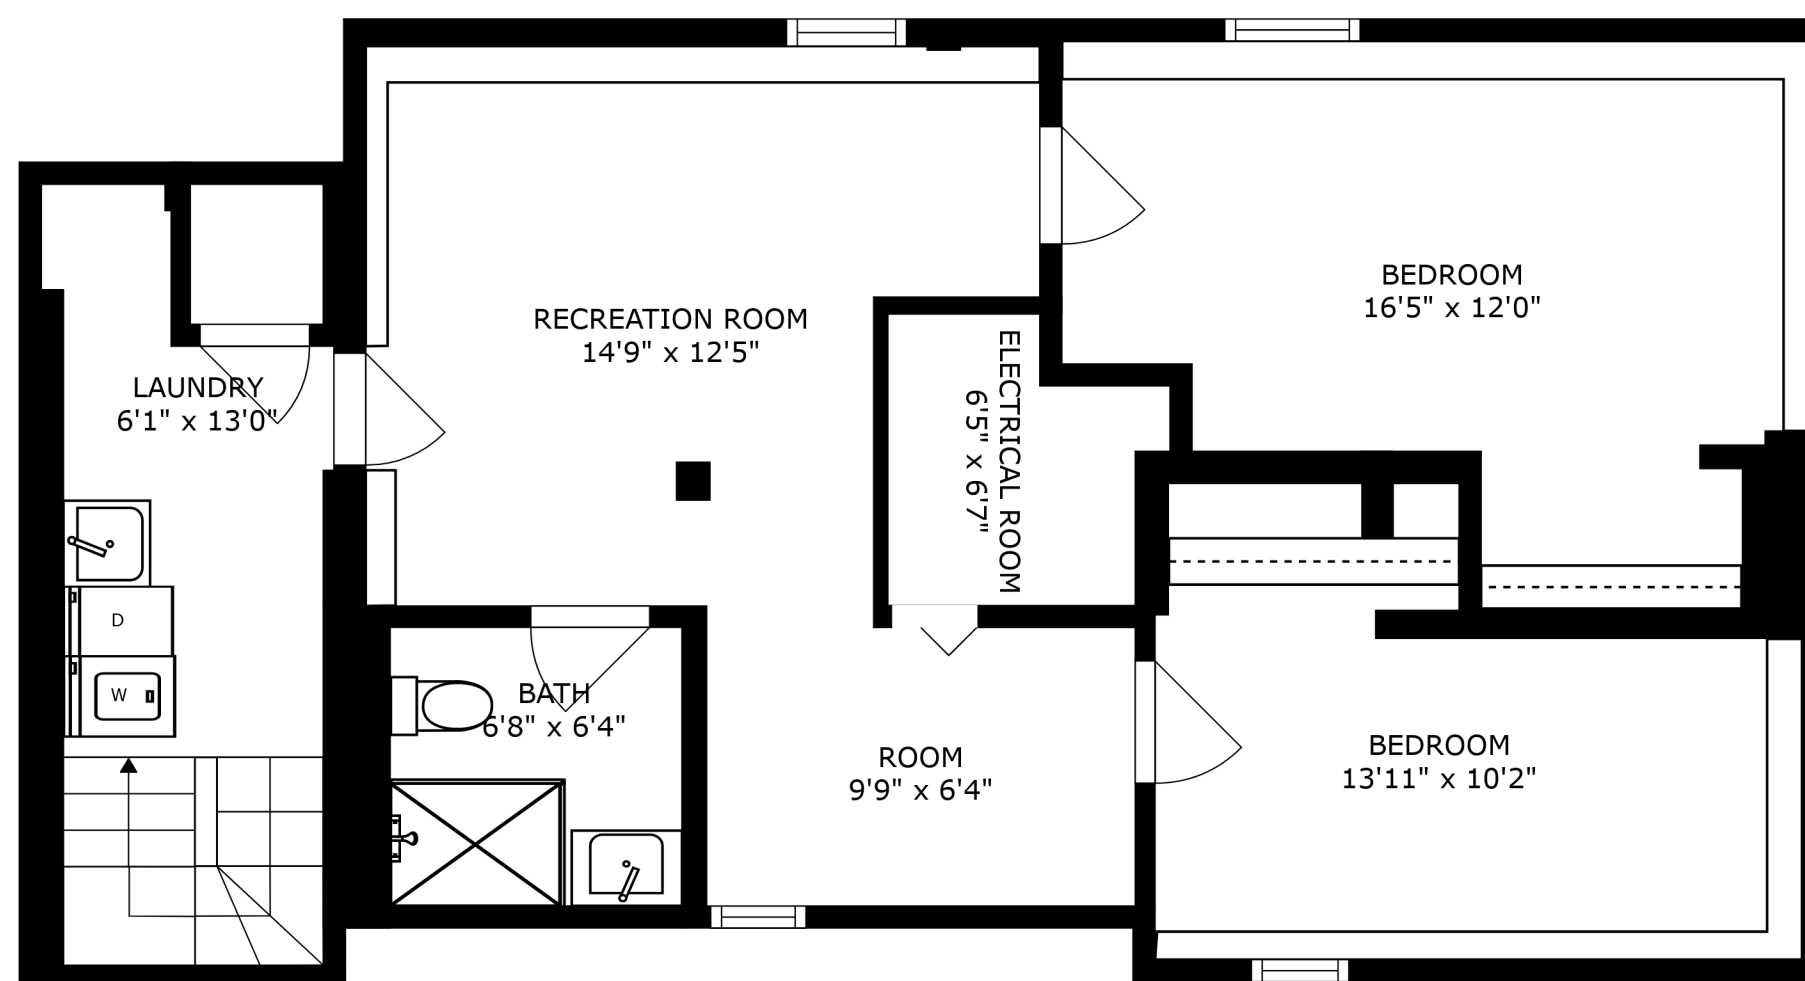 RECREATION ROOM
14'9" x 12'5"
BEDROOM
16'5" x 12'0"
LAUNDRY
6'1" x 13'0"
ELECTRICAL ROOM
6'5" x 6'7"
D
W
BATH
6'8" x 6'4"
ROOM
9'9" x 6'4"
BEDROOM
13'11" x 10'2"